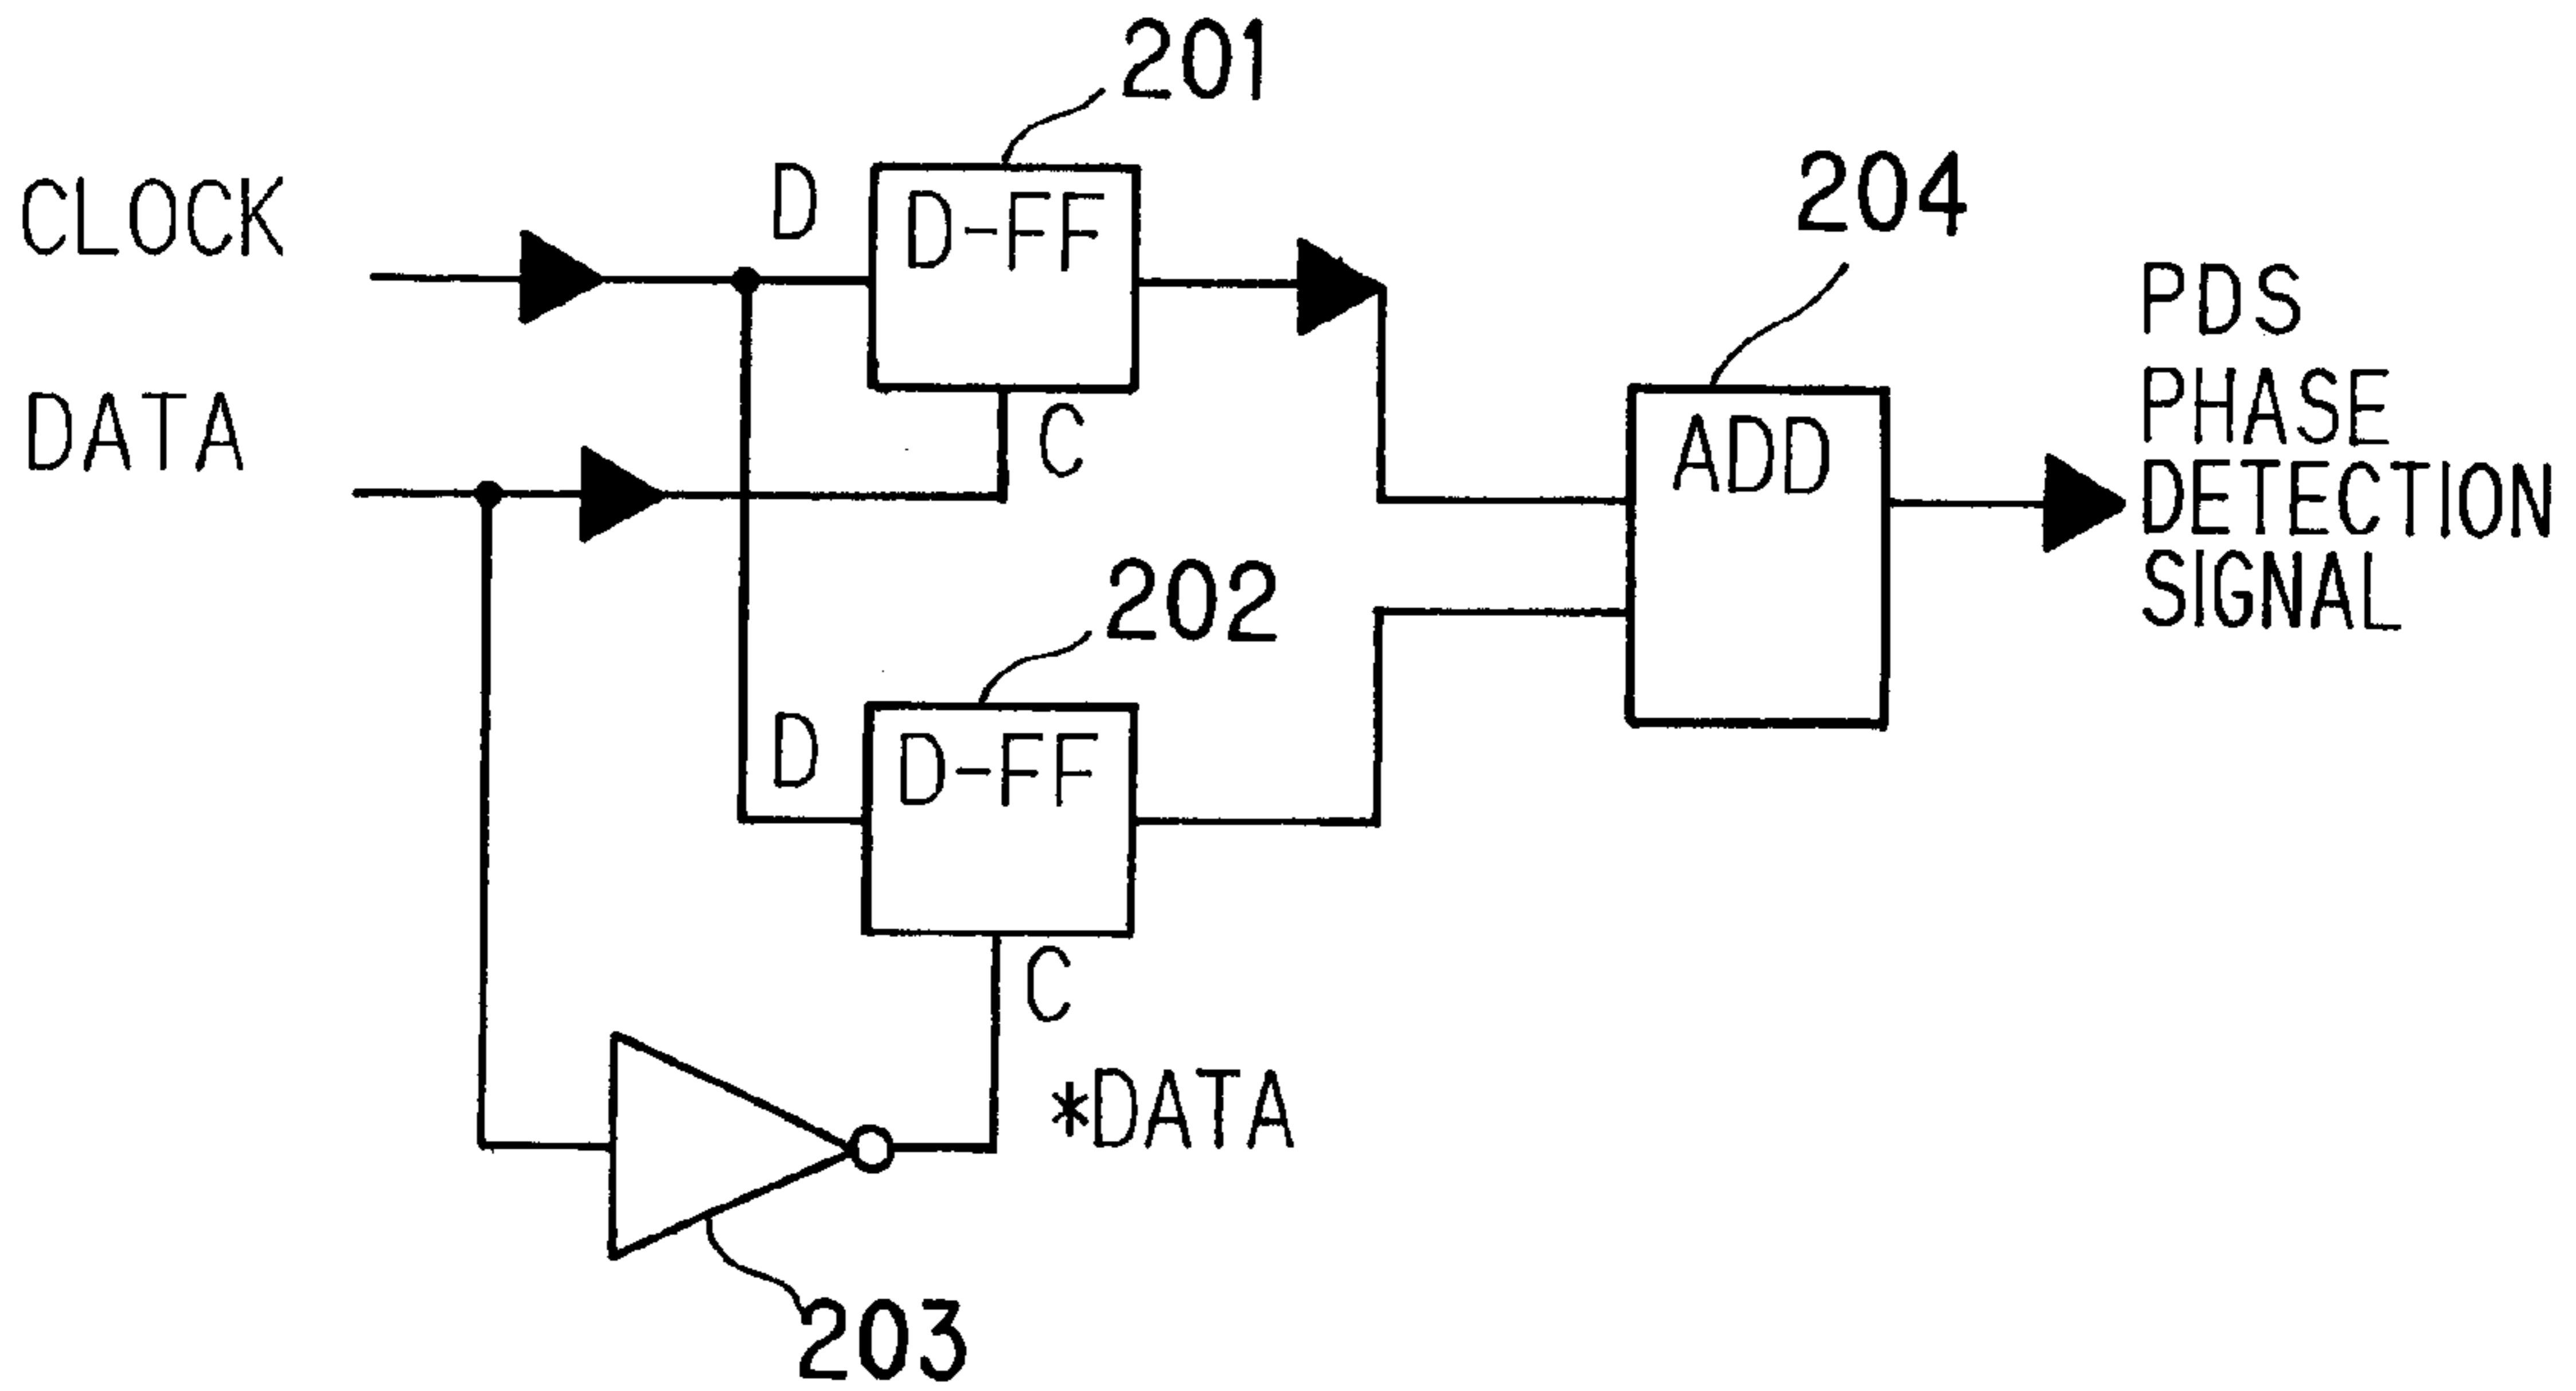 201
CLOCK
D
D-FF
204
PDS
PHASE
DETECTION
SIGNAL
DATA
C
ADD
202
D
D-FF
C
*DATA
203